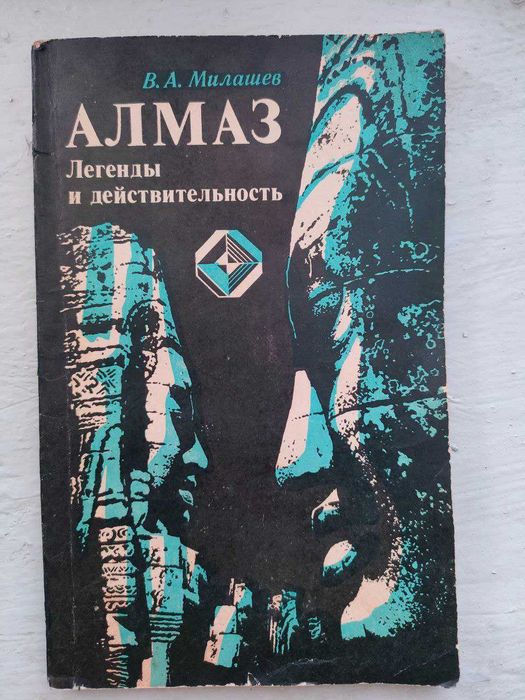 В. А. Милашев
АЛМАЗ
Легенды
и действительность